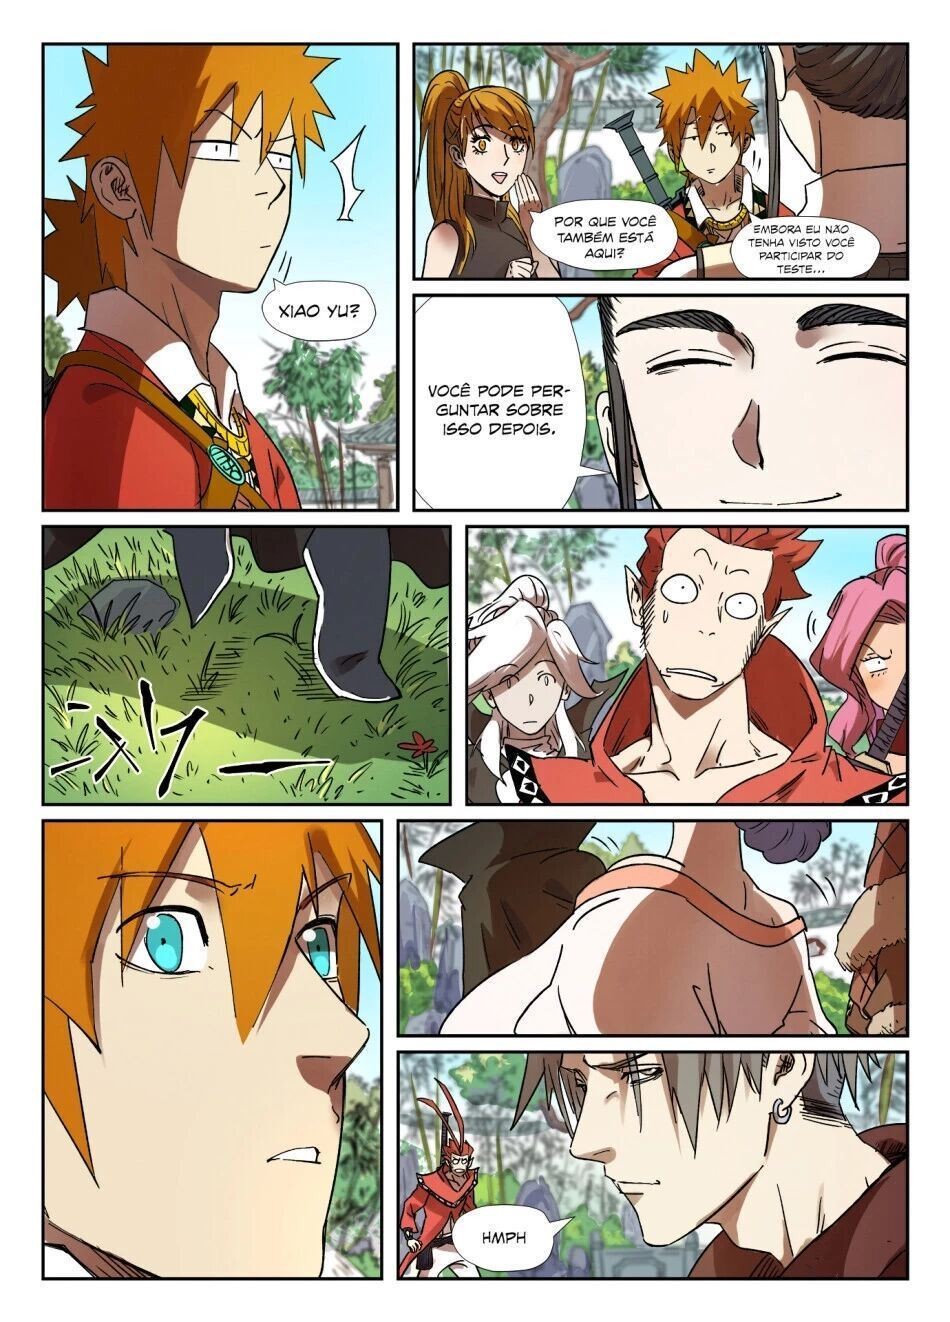 XIAO YU?
POR QUE VOCÊ
TAMBÉM ESTÁ
AQUI?
EMBORA EU NÃO
TENHA VISTO VOCÊ
PARTICIPAR DO
TESTE...
VOCÊ PODE PER-
GUNTAR SOBRE
ISSO DEPOIS.
HMPH